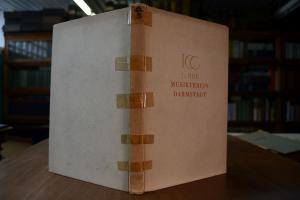 100
JAHRE
MUSIKVEREIN
DARMSTADT